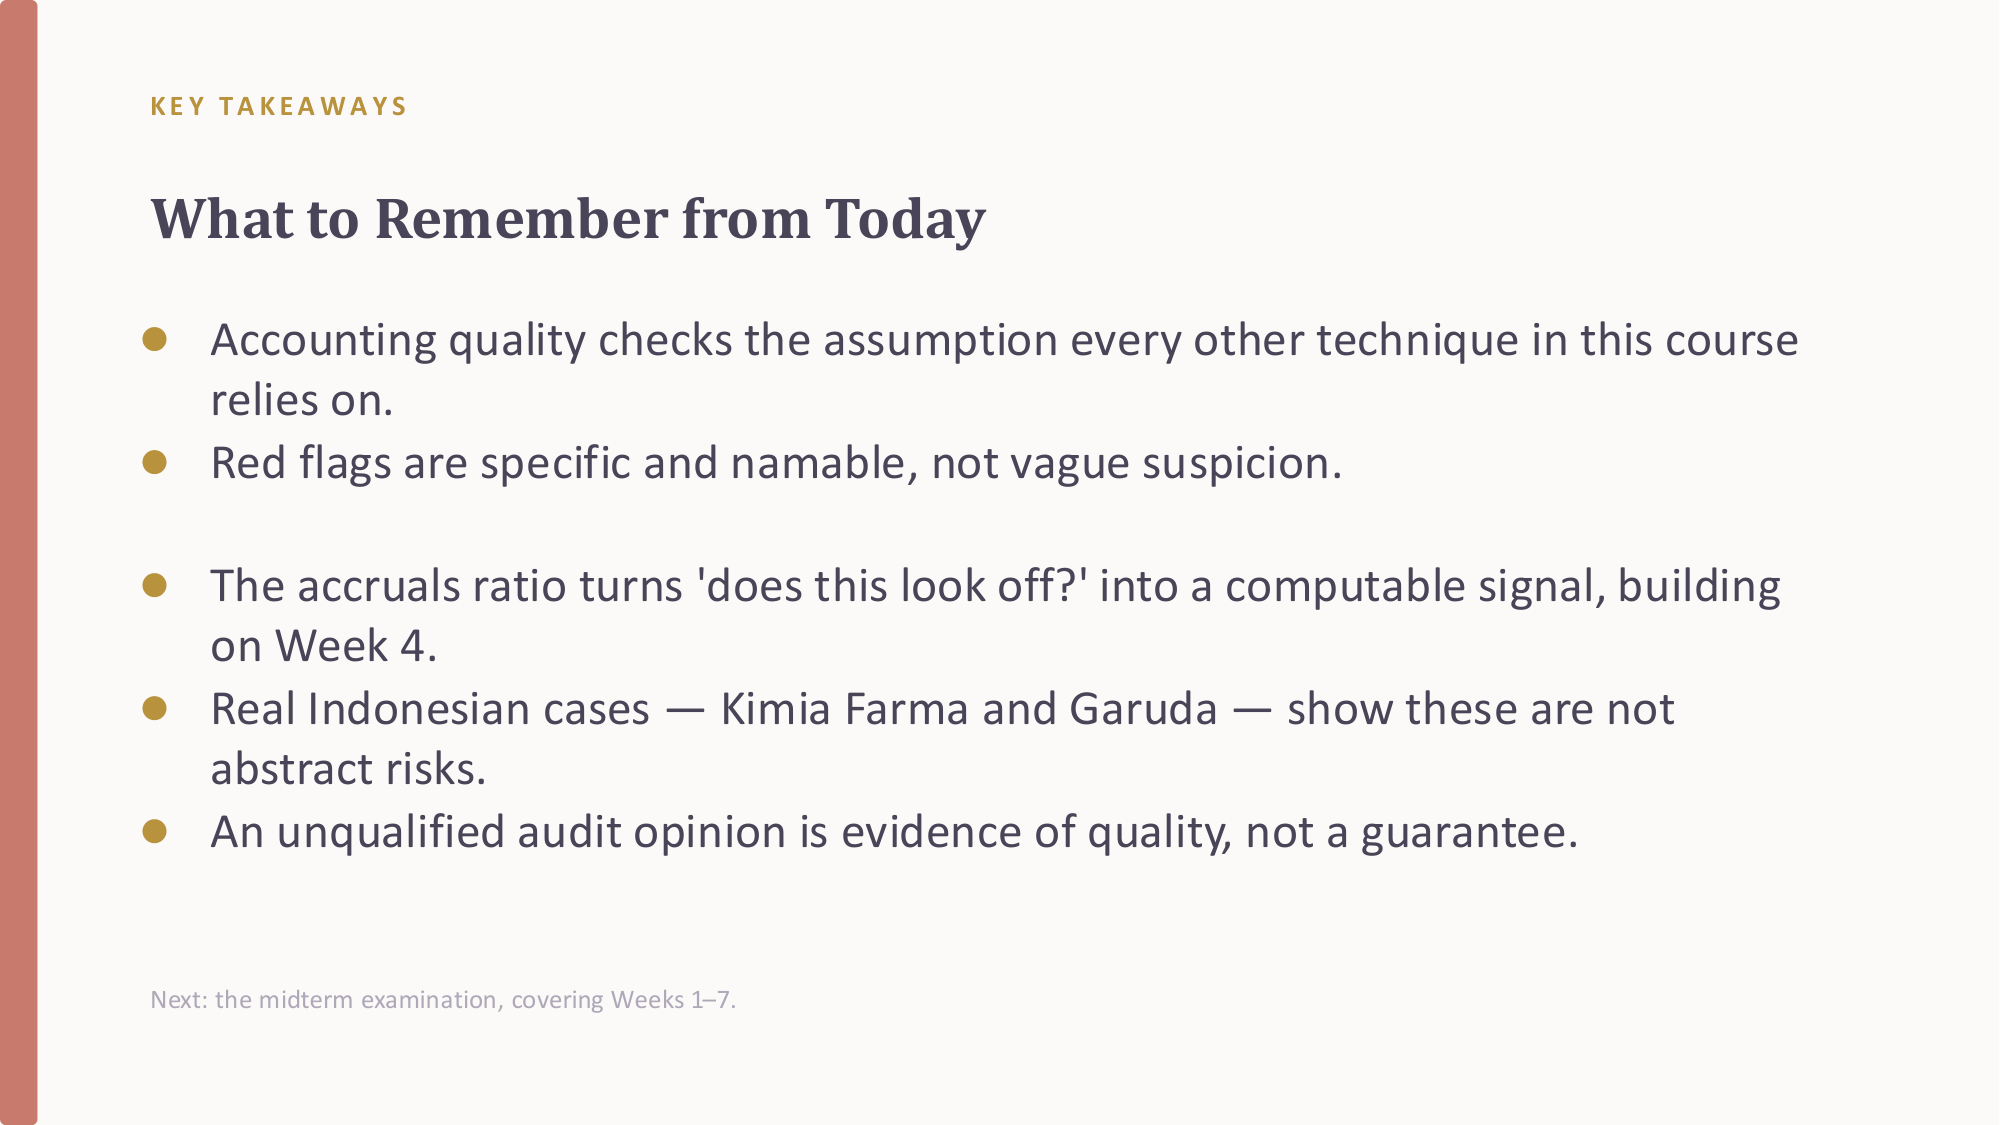 KEY TAKEAWAYS
What to Remember from Today
Accounting quality checks the assumption every other technique in this course
relies on.
Red flags are specific and namable, not vague suspicion.
The accruals ratio turns 'does this look off?' into a computable signal, building
on Week 4.
Real Indonesian cases — Kimia Farma and Garuda — show these are not
abstract risks.
An unqualified audit opinion is evidence of quality, not a guarantee.
Next: the midterm examination, covering Weeks 1–7.